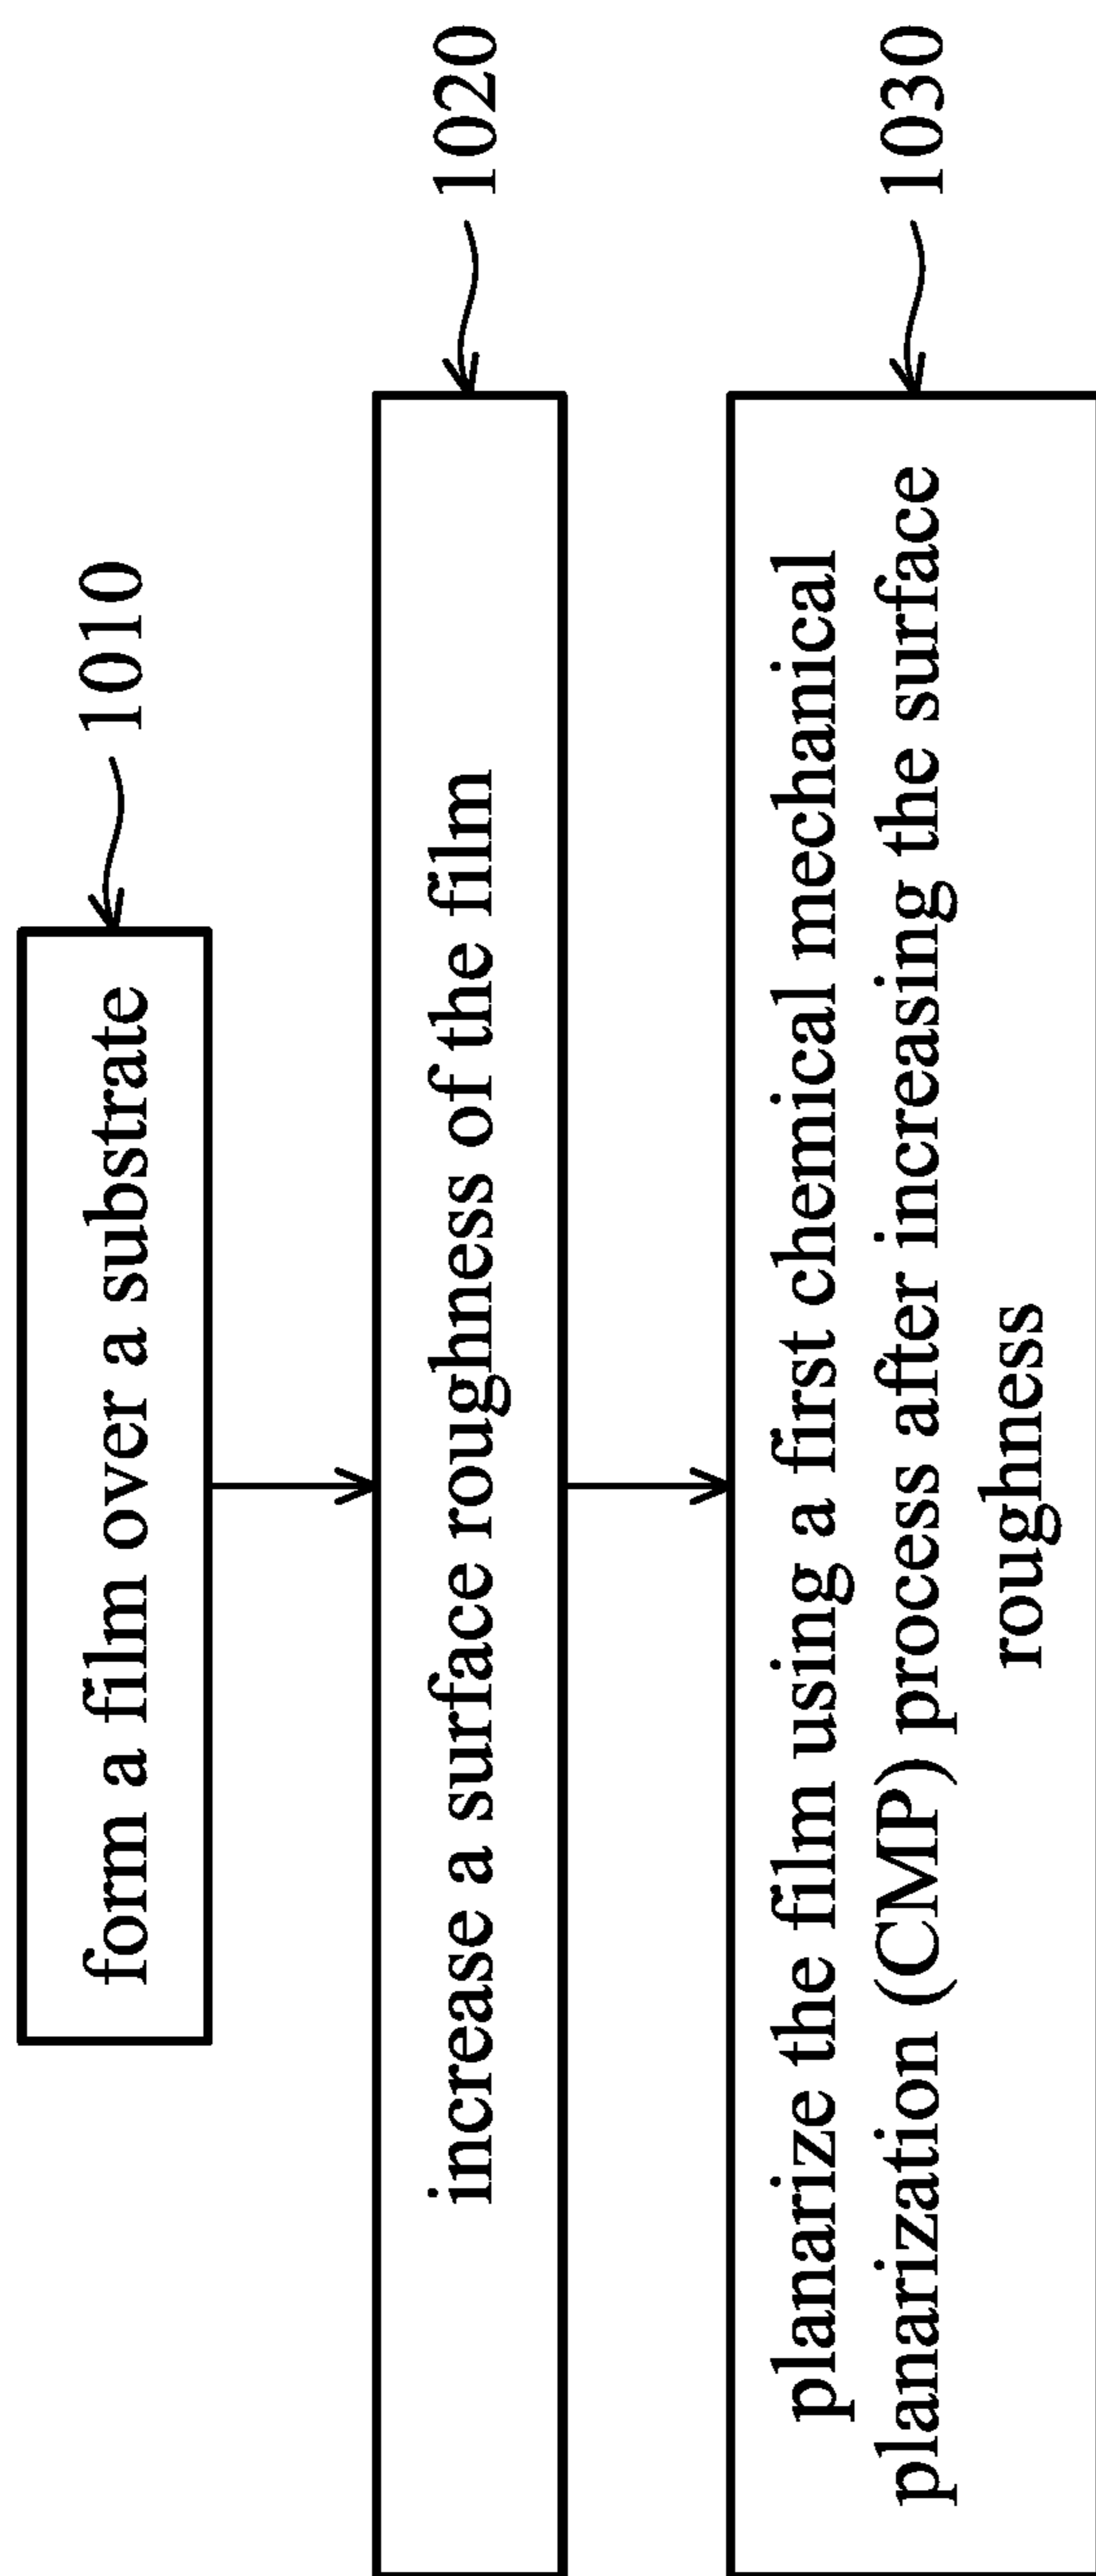 form a film over a substrate
1010
increase a surface roughness of the film
1020
planarize the film using a first chemical mechanical
planarization (CMP) process after increasing the surface
roughness
1030